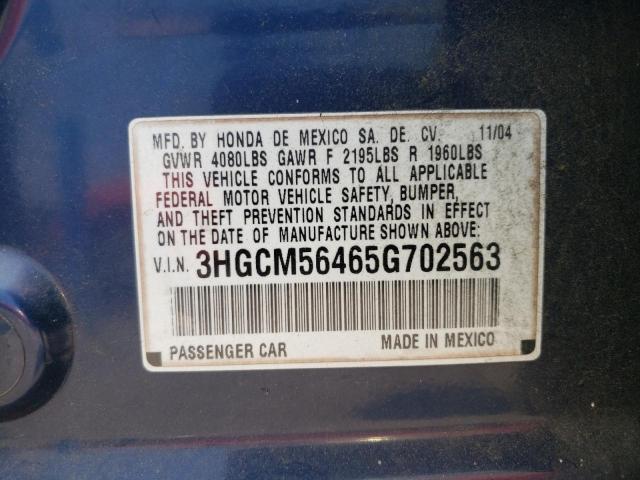 MFD. BY HONDA DE MEXICO SA. DE. CV. 11/04
GVWR 4080LBS GAWR F 2195LBS R 1960LBS
THIS VEHICLE CONFORMS TO ALL APPLICABLE
FEDERAL MOTOR VEHICLE SAFETY, BUMPER,
AND THEFT PREVENTION STANDARDS IN EFFECT
ON THE DATE OF MANUFACTURE SHOWN ABOVE:
V.I.N. 3HGCM56465G702563
PASSENGER CAR MADE IN MEXICO